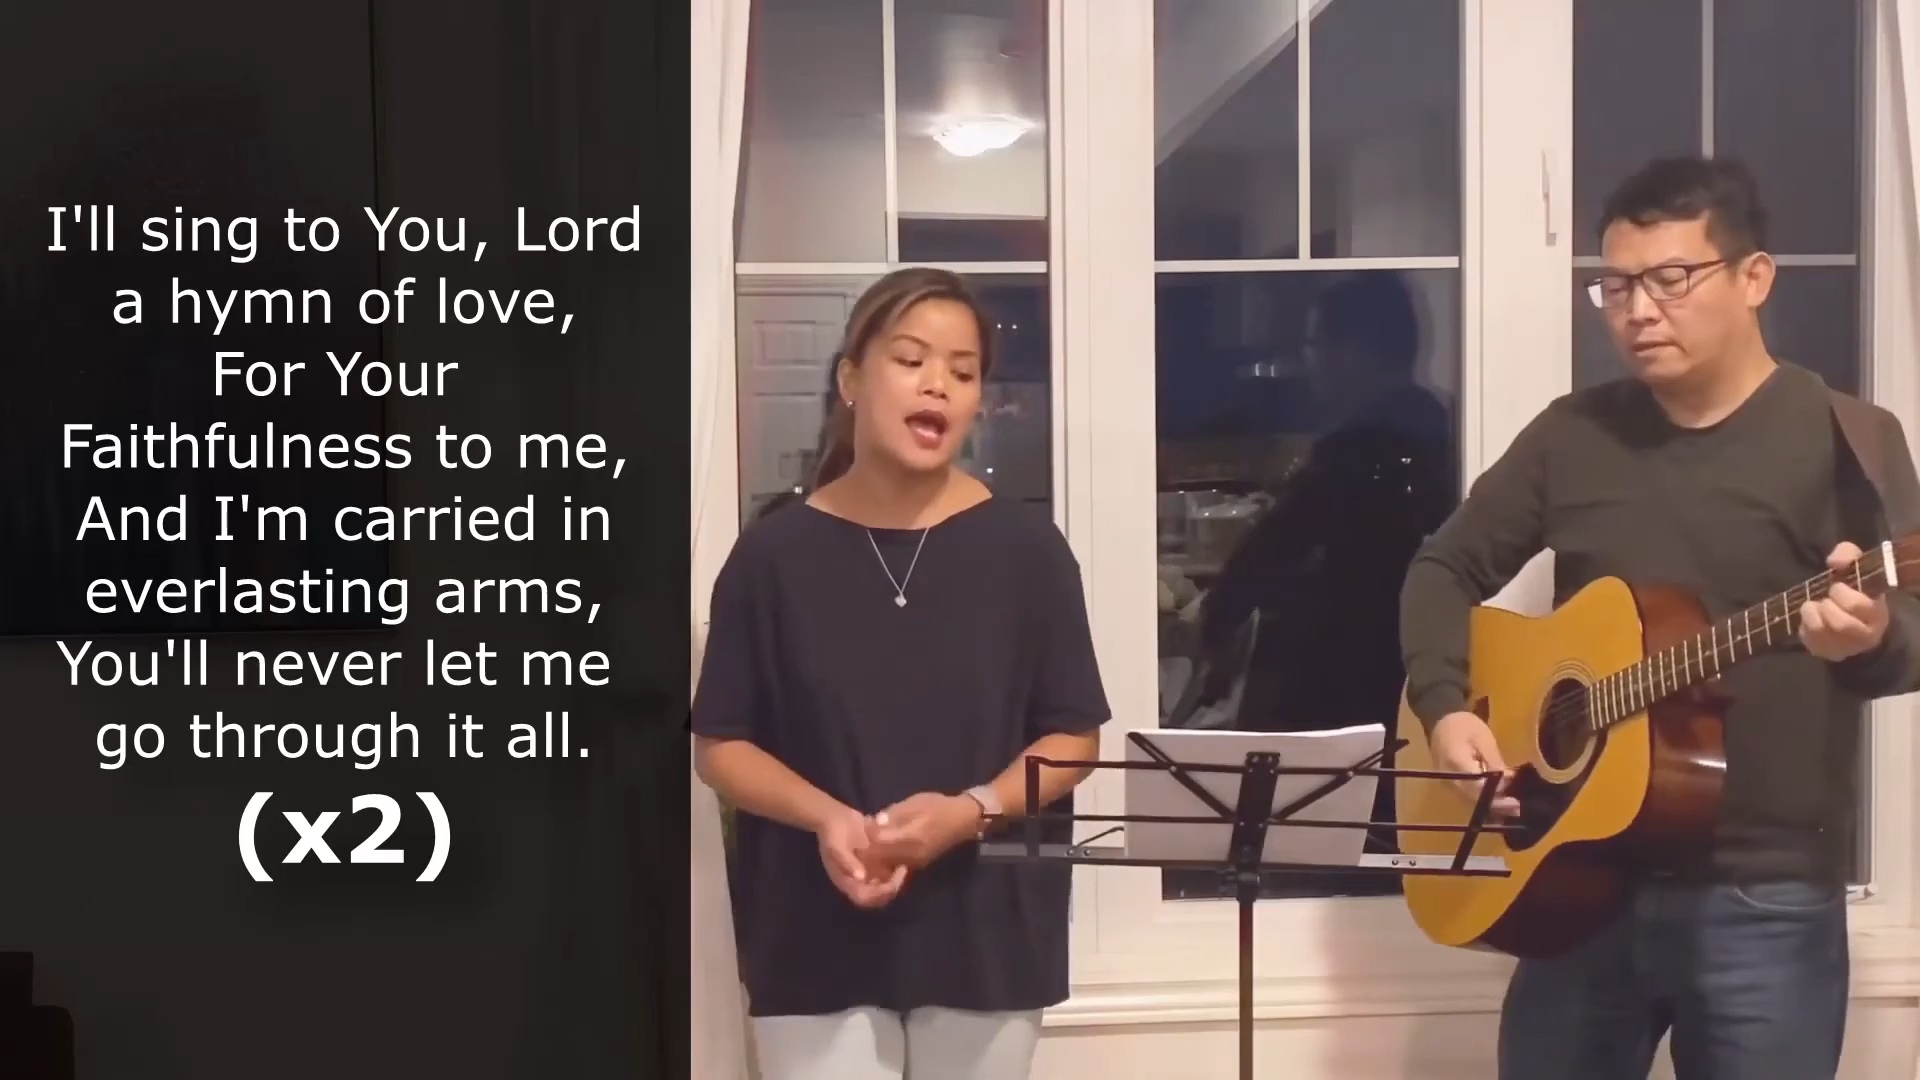 I'll sing to You, Lord
a hymn of love,
For Your
Faithfulness to me,
And I'm carried in
everlasting arms,
You'll never let me
go through it all.
(x2)